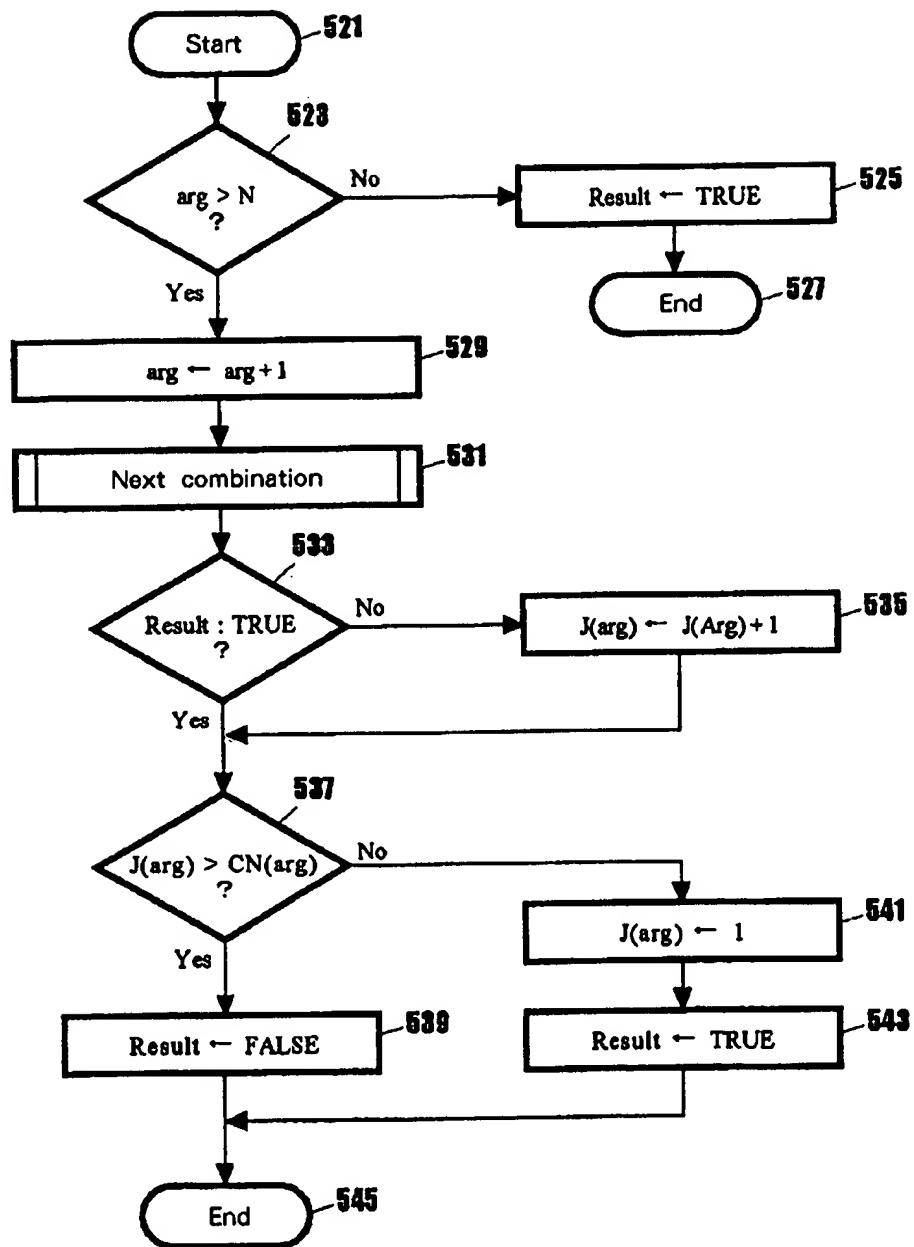 Start
521
523
arg > N
?
No
Result ← TRUE
525
Yes
End
527
arg ← arg + 1
529
Next combination
531
533
Result : TRUE
?
No
J(arg) ← J(Arg) + 1
535
Yes
537
J(arg) > CN(arg)
?
No
J(arg) ← 1
541
Yes
Result ← FALSE
539
Result ← TRUE
543
End
545